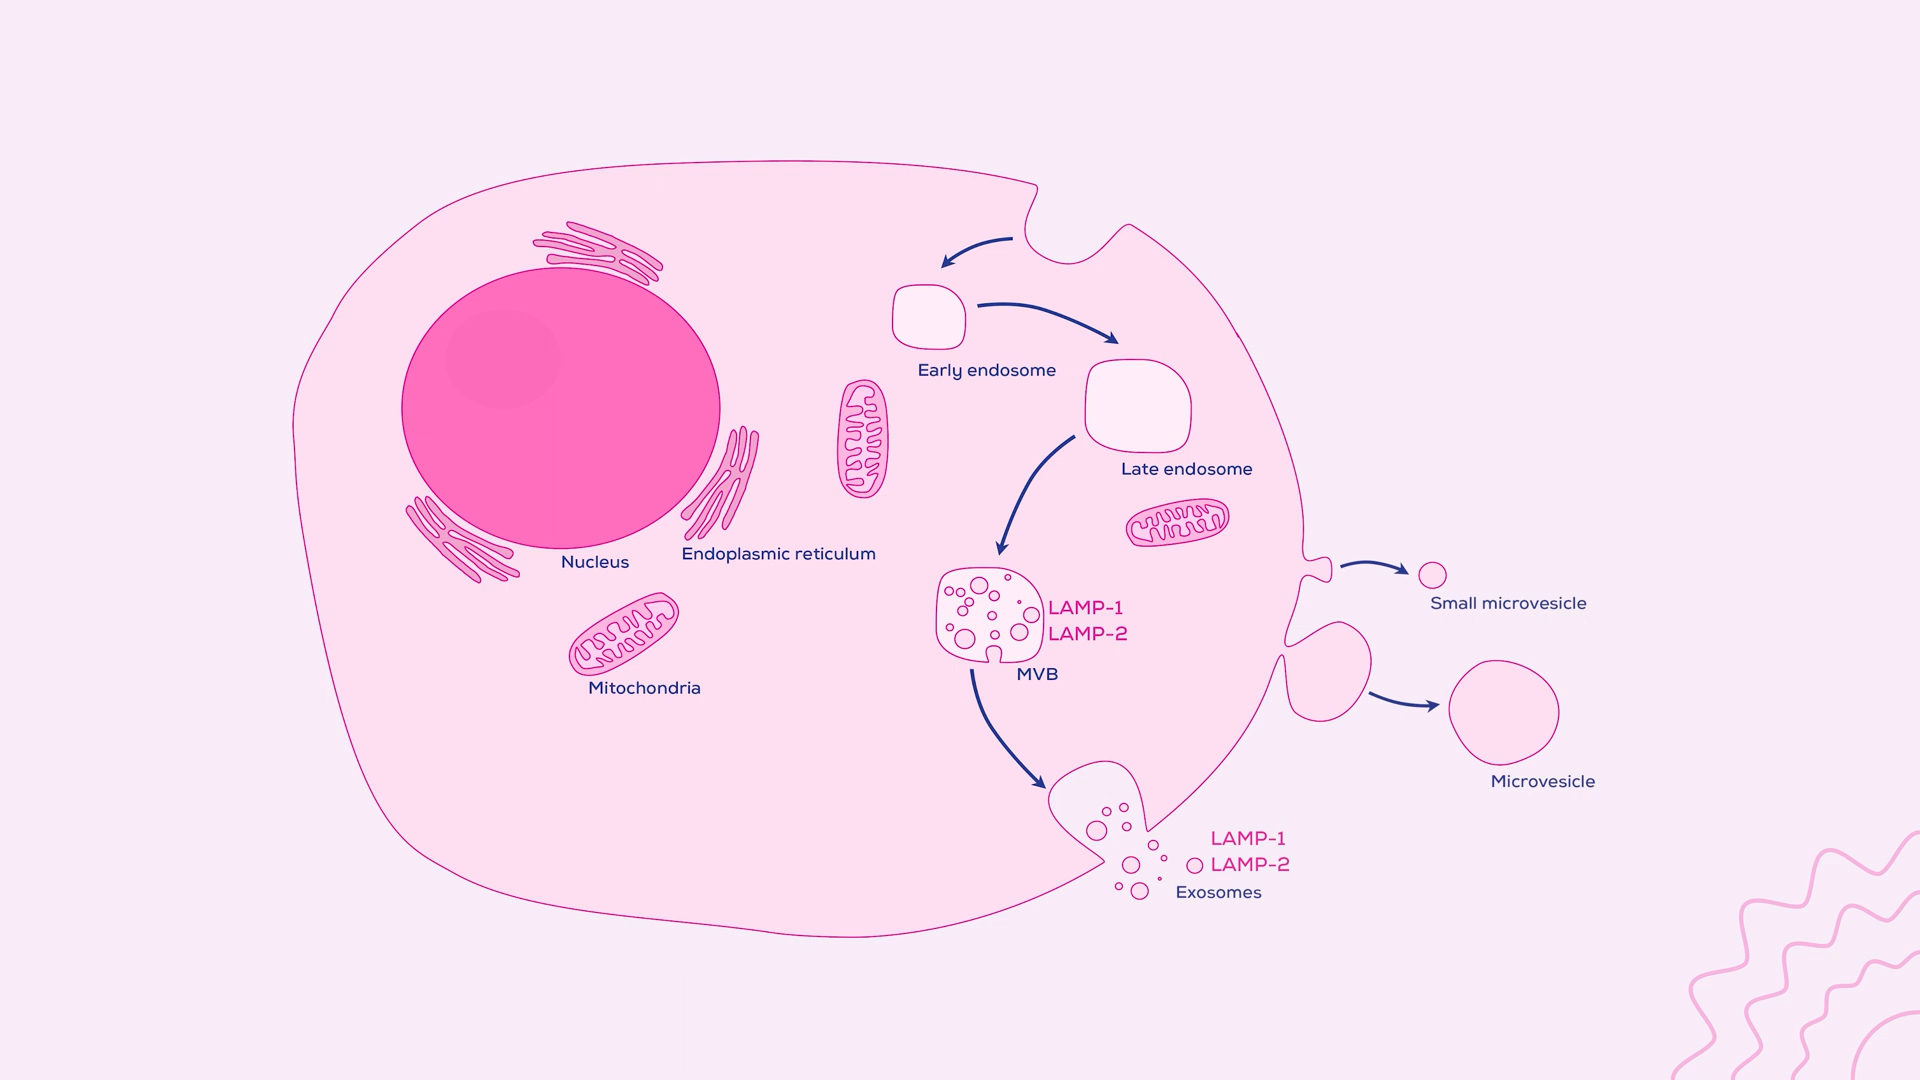 Early endosome
Late endosome
Nucleus
Endoplasmic reticulum
Small microvesicle
LAMP-1
LAMP-2
MVB
Mitochondria
Microvesicle
LAMP-1
LAMP-2
Exosomes